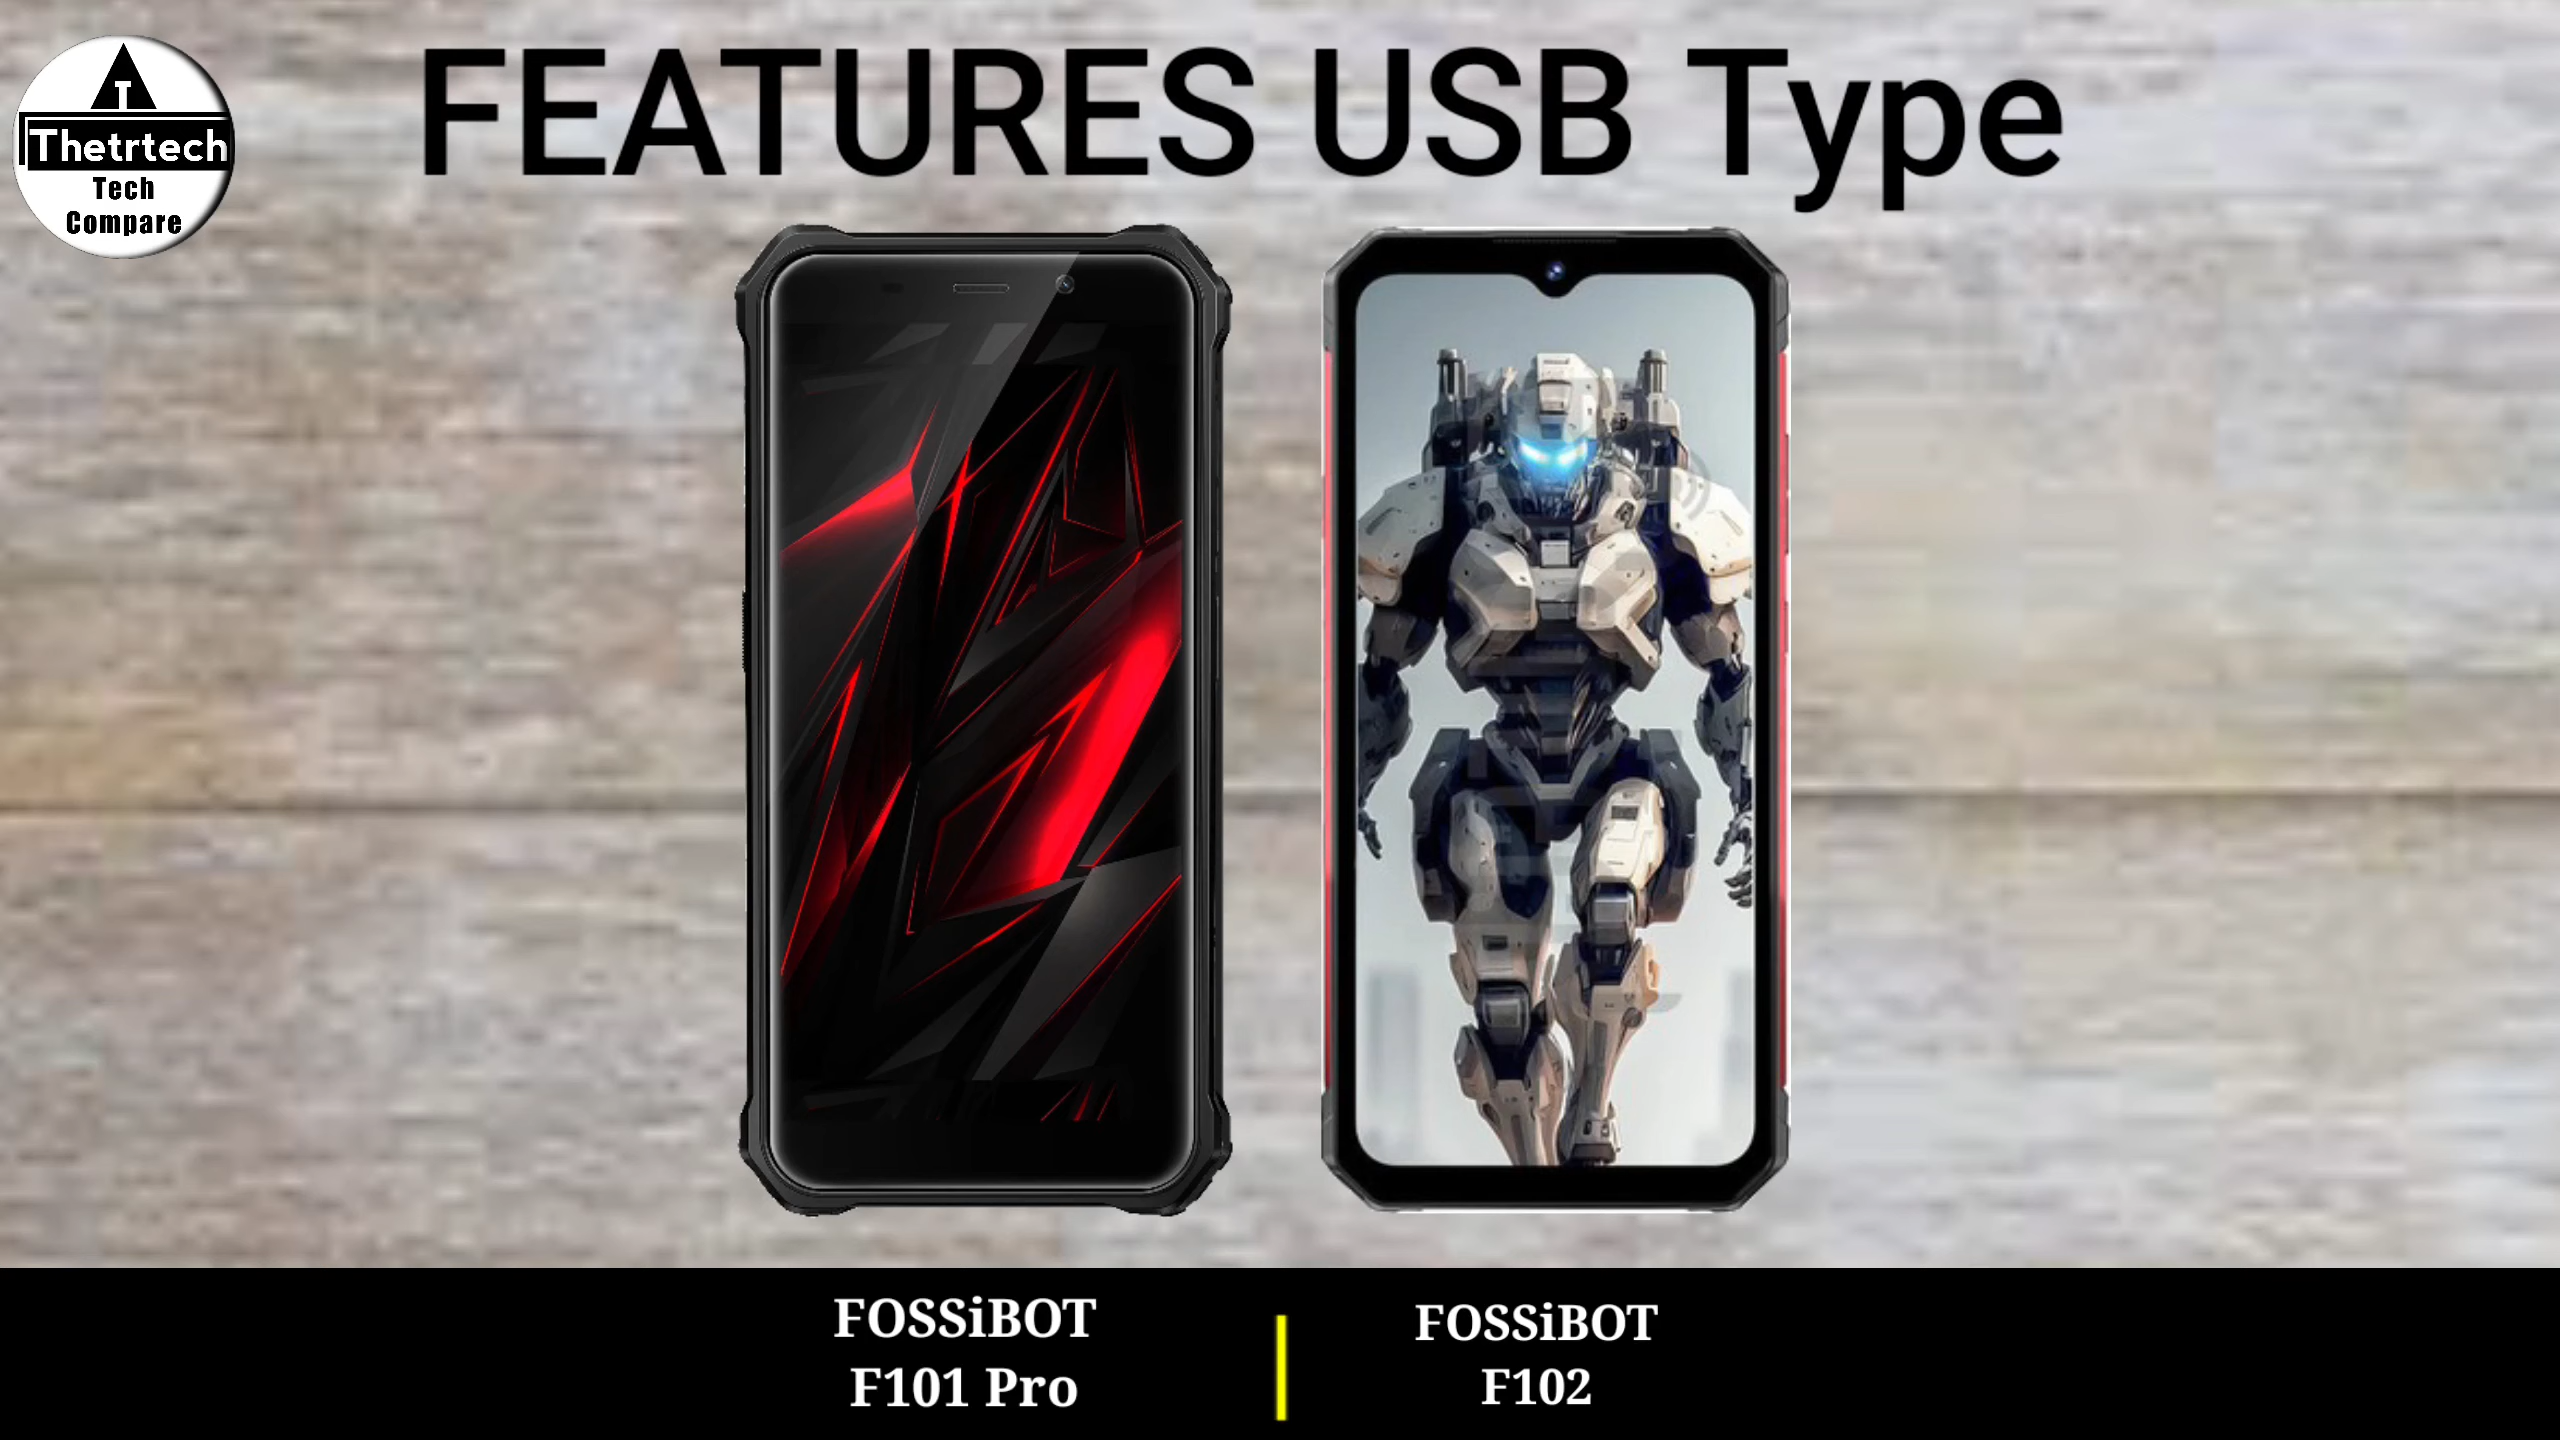 FEATURES USB Type
T
Thetrtech
Tech
Compare
FOSSiBOT
F101 Pro
FOSSiBOT
F102